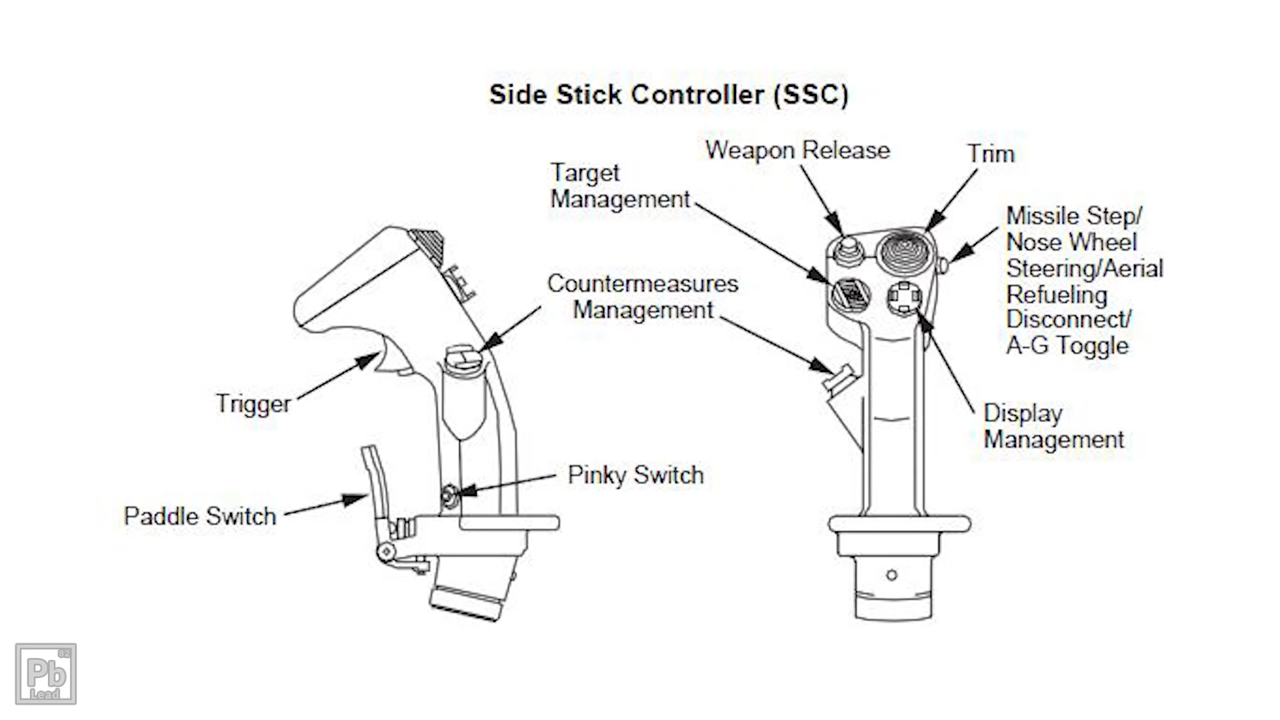 Side Stick Controller (SSC)
Weapon Release
Trim
Target
Management
Missile Step/
Nose Wheel
Steering/Aerial
Refueling
Disconnect/
A-G Toggle
Countermeasures
Management
Trigger
Display
Management
Pinky Switch
Paddle Switch
82
Pb
Lead